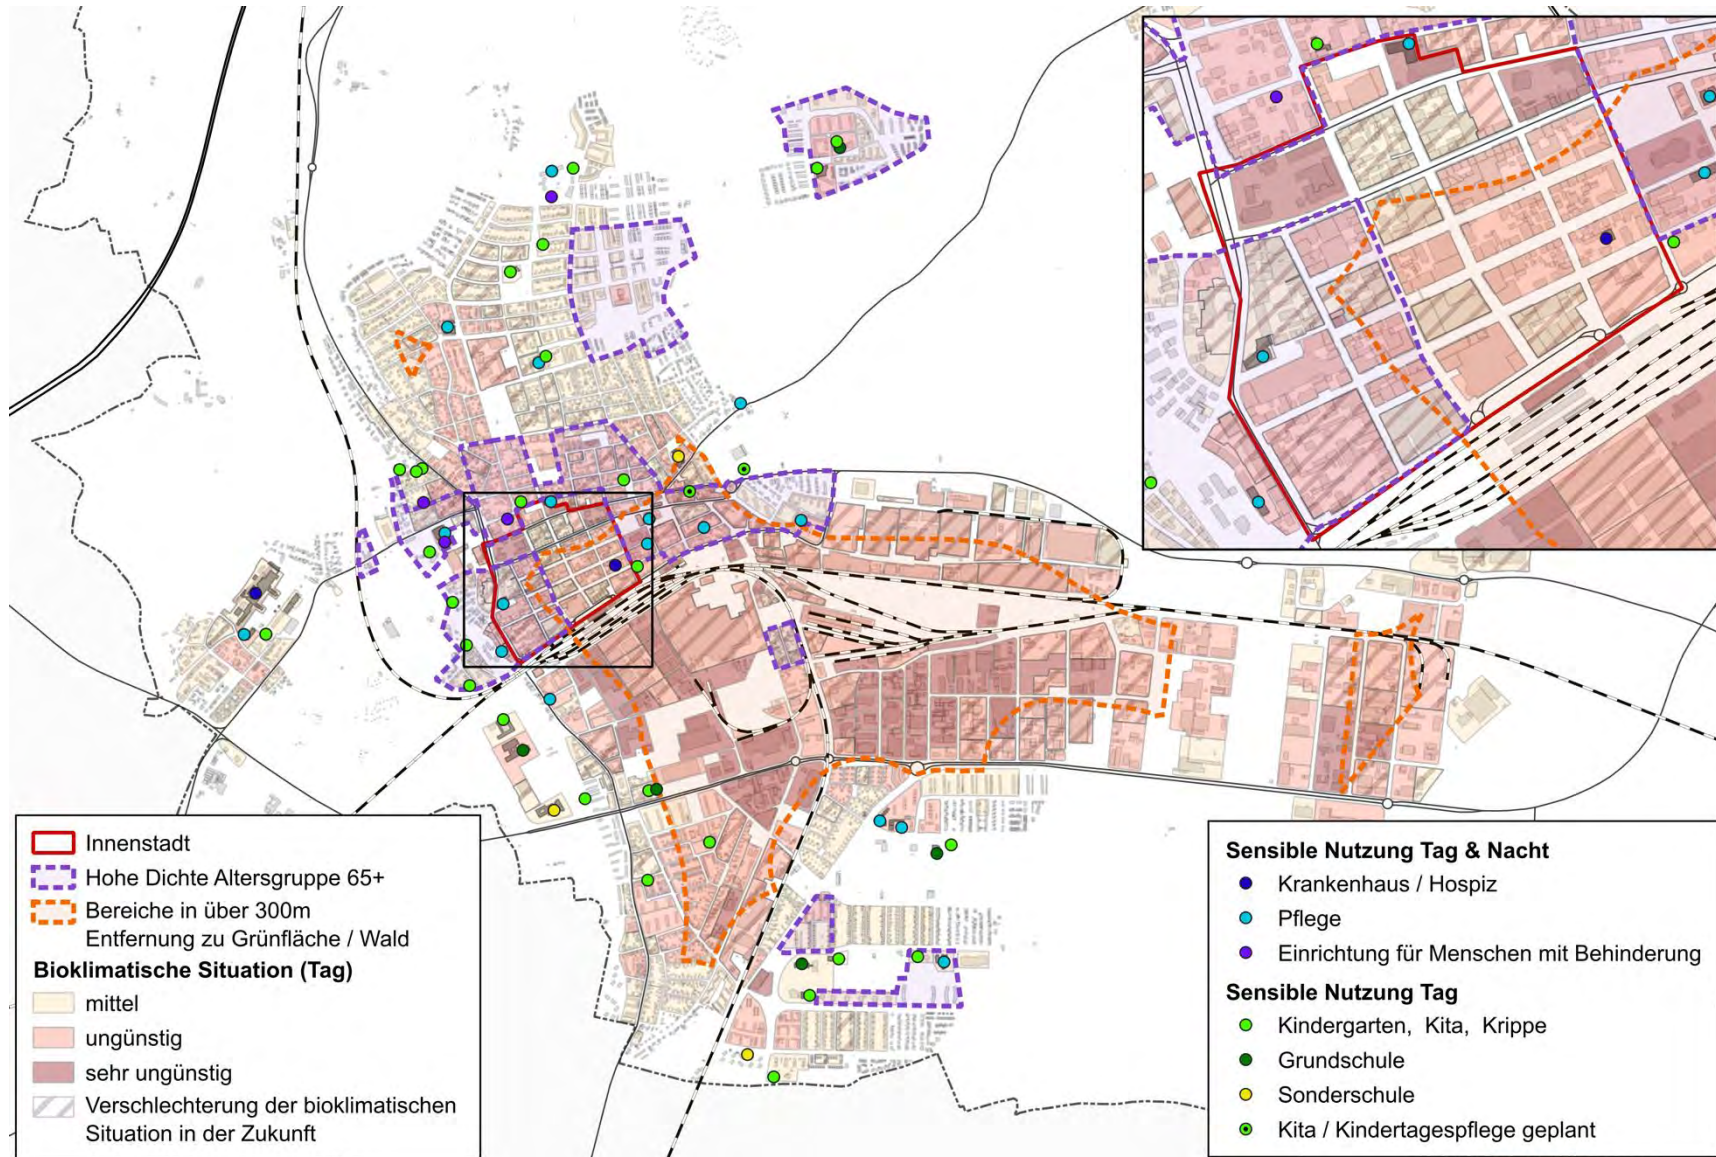 Innenstadt
Hohe Dichte Altersgruppe 65+
Bereiche in über 300m
Entfernung zu Grünfläche / Wald
Bioklimatische Situation (Tag)
mittel
ungünstig
sehr ungünstig
Verschlechterung der bioklimatischen
Situation in der Zukunft
Sensible Nutzung Tag & Nacht
Krankenhaus / Hospiz
Pflege
Einrichtung für Menschen mit Behinderung
Sensible Nutzung Tag
Kindergarten, Kita, Krippe
Grundschule
Sonderschule
Kita / Kindertagespflege geplant